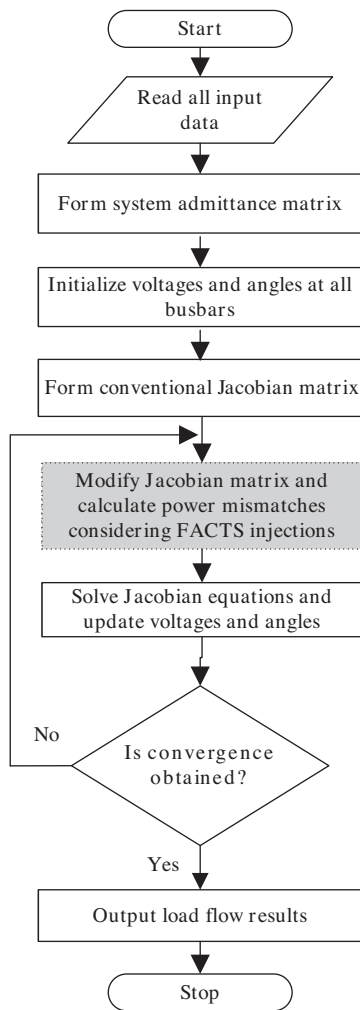 Start
Read all input
data
Form system admittance matrix
Initialize voltages and angles at all
busbars
Form conventional Jacobian matrix
Modify Jacobian matrix and
calculate power mismatches
considering FACTS injections
Solve Jacobian equations and
update voltages and angles
No
Is convergence
obtained?
Yes
Output load flow results
Stop